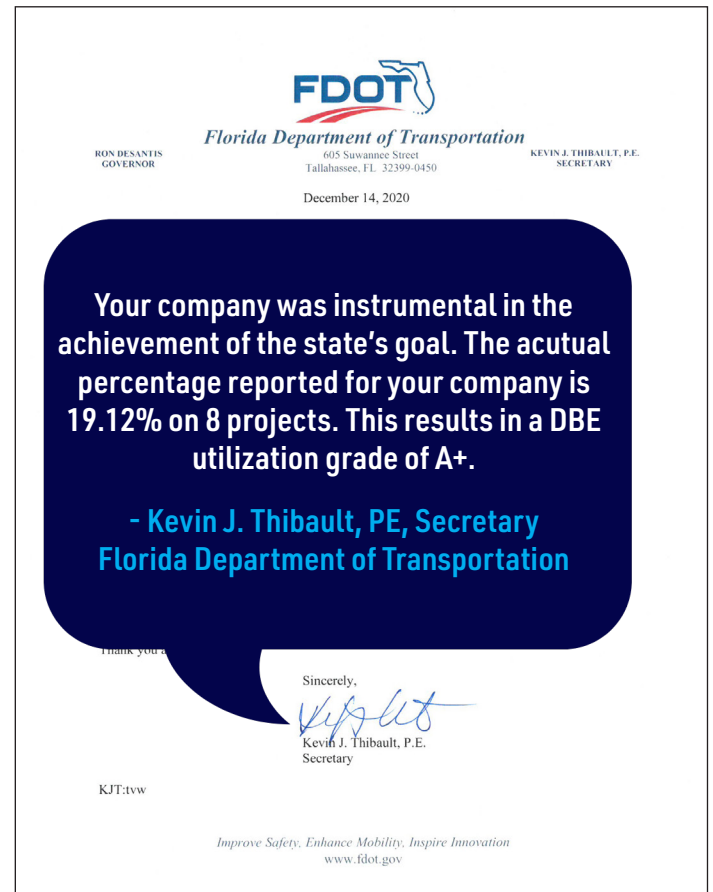 FDOT
Florida Department of Transportation
RON DESANTIS
GOVERNOR
605 Suwannee Street
Tallahassee, FL 32399-0450
KEVIN J. THIBAULT, P.E.
SECRETARY
December 14, 2020
Your company was instrumental in the
achievement of the state's goal. The acutual
percentage reported for your company is
19.12% on 8 projects. This results in a DBE
utilization grade of A+.
- Kevin J. Thibault, PE, Secretary
Florida Department of Transportation
Thank you
Sincerely,
Kevin J. Thibault, P.E.
Secretary
KJT:tvw
Improve Safety, Enhance Mobility, Inspire Innovation
www.fdot.gov